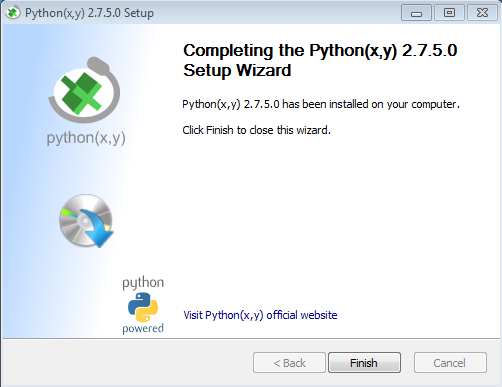 Python(x,y) 2.7.5.0 Setup
Completing the Python(x,y) 2.7.5.0
Setup Wizard
Python(x,y) 2.7.5.0 has been installed on your computer.
Click Finish to close this wizard.
python(x,y)
python
powered
Visit Python(x,y) official website
< Back
Finish
Cancel